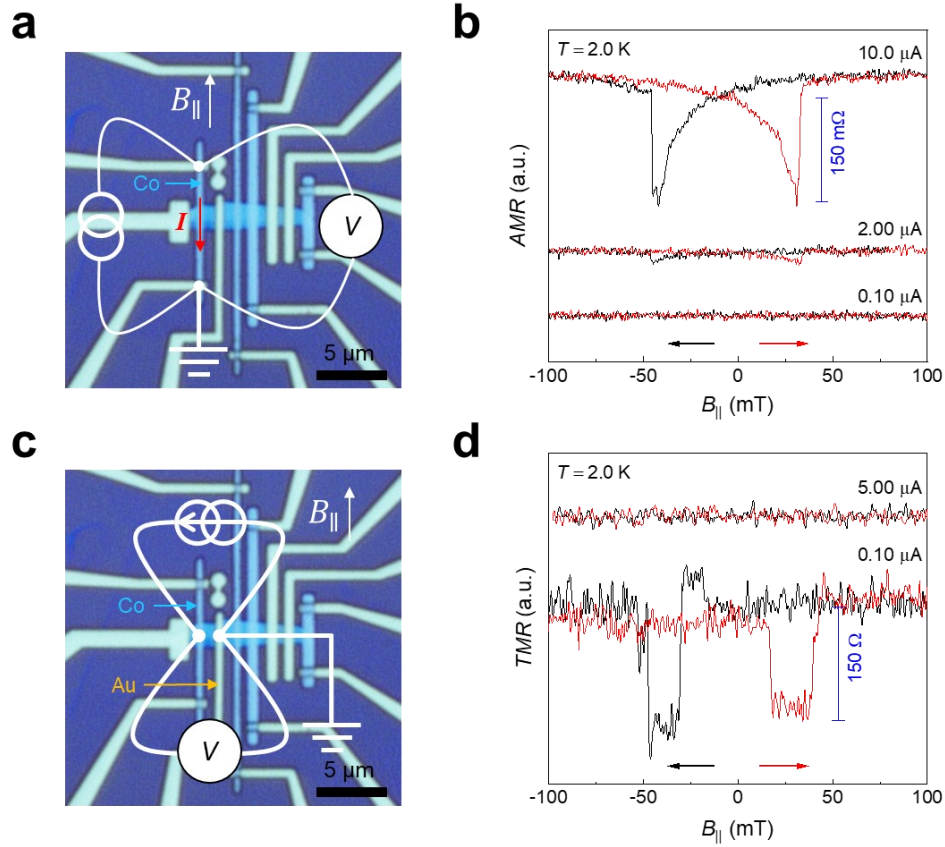 a
B||
Co
I
V
5 μm
b
T = 2.0 K
10.0 μA
150 mΩ
2.00 μA
0.10 μA
AMR (a.u.)
-100 -50 0 50 100
B|| (mT)
c
B||
Co
Au
V
5 μm
d
T = 2.0 K
5.00 μA
0.10 μA
150 Ω
TMR (a.u.)
-100 -50 0 50 100
B|| (mT)